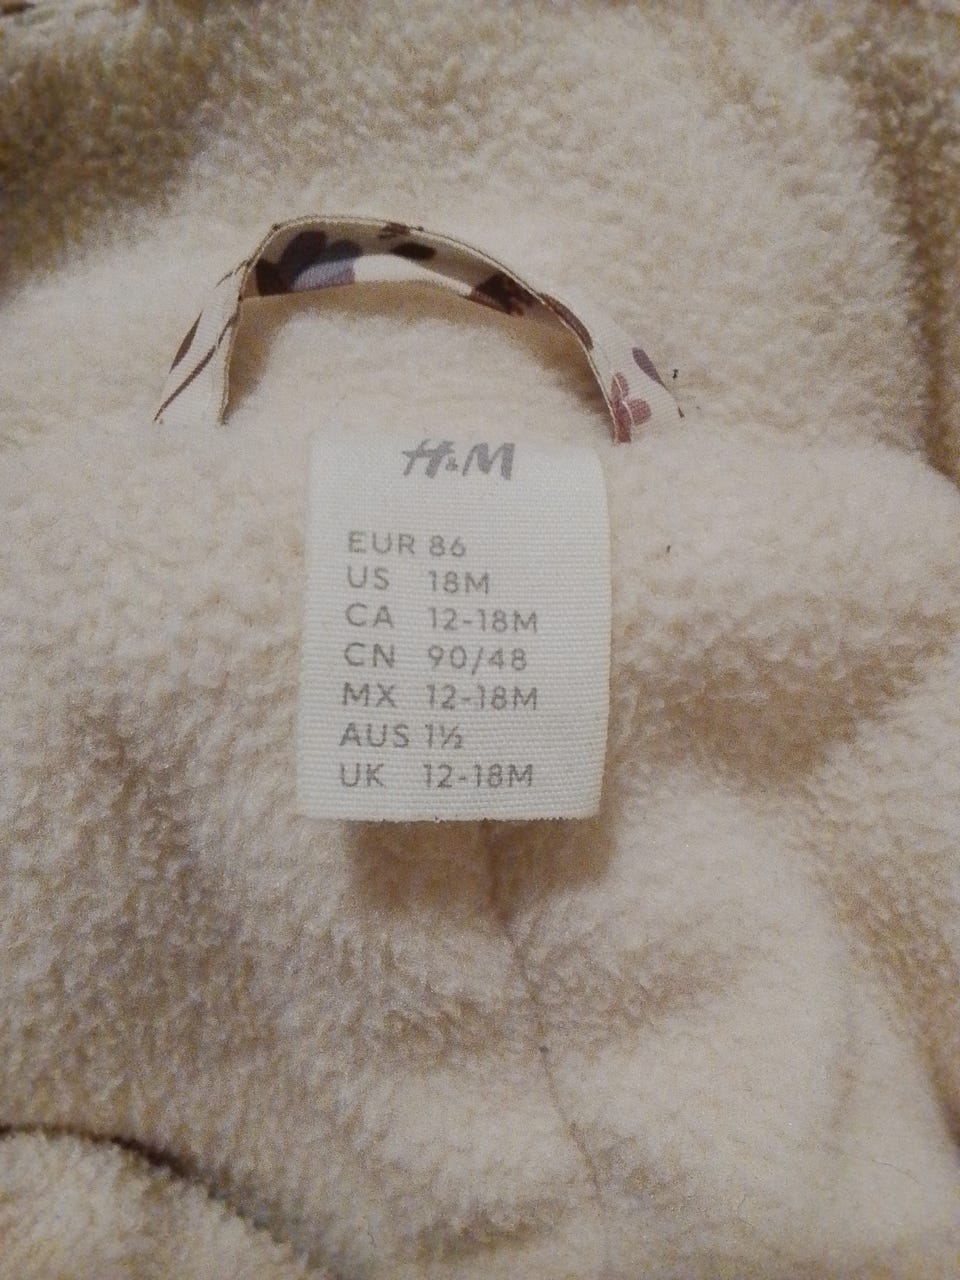 H&M
EUR 86
US 18M
CA 12-18M
CN 90/48
MX 12-18M
AUS 1½
UK 12-18M